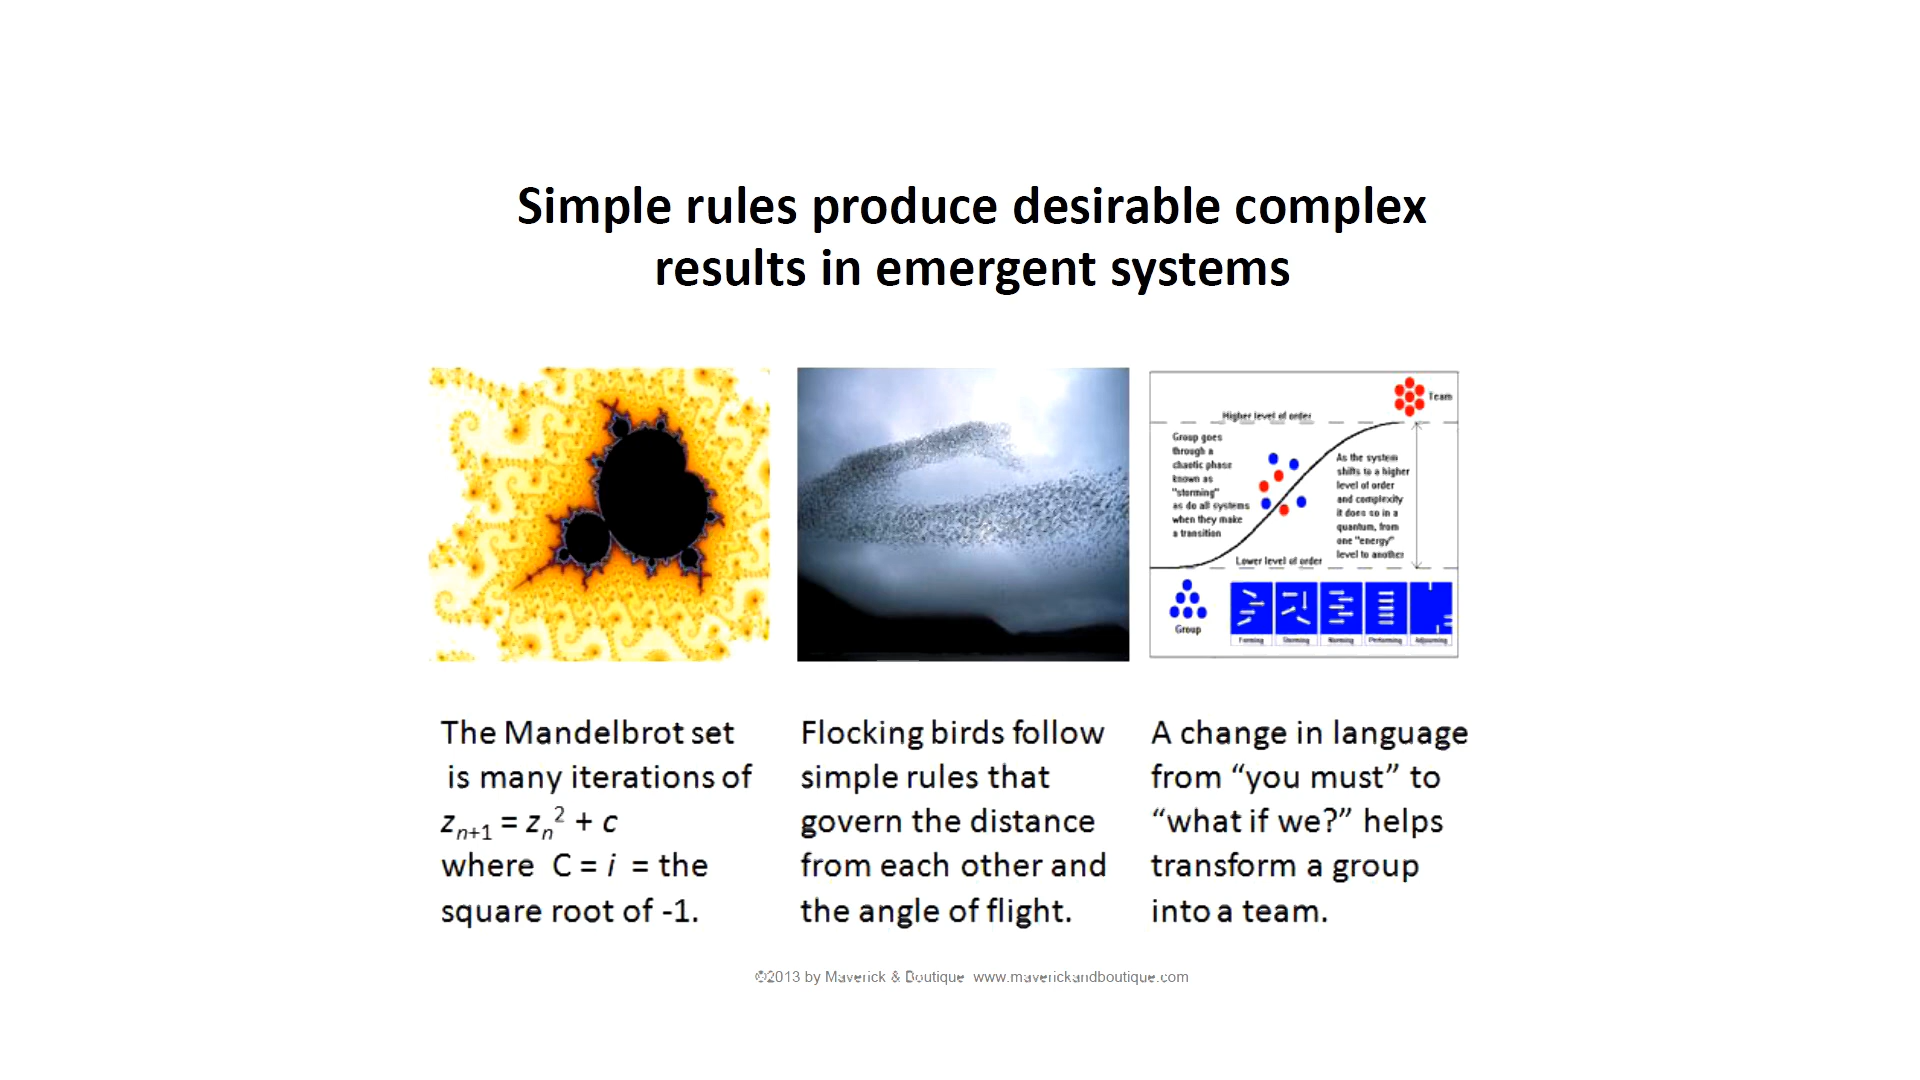 Simple rules produce desirable complex
results in emergent systems
Team
Higher level of order
Group goes
through a
chaotic phase
known as
"storming"
as do all systems
when they make
a transition
As the system
shifts to a higher
level of order
and complexity
it does so in a
quantum, from
one "energy"
level to another
Lower level of order
Group
Forming Storming Norming Performing Adjourning
The Mandelbrot set
is many iterations of
zn+1 = zn² + c
where C = i = the
square root of -1.
Flocking birds follow
simple rules that
govern the distance
from each other and
the angle of flight.
A change in language
from “you must” to
“what if we?” helps
transform a group
into a team.
©2013 by Maverick & Boutique www.maverickandboutique.com